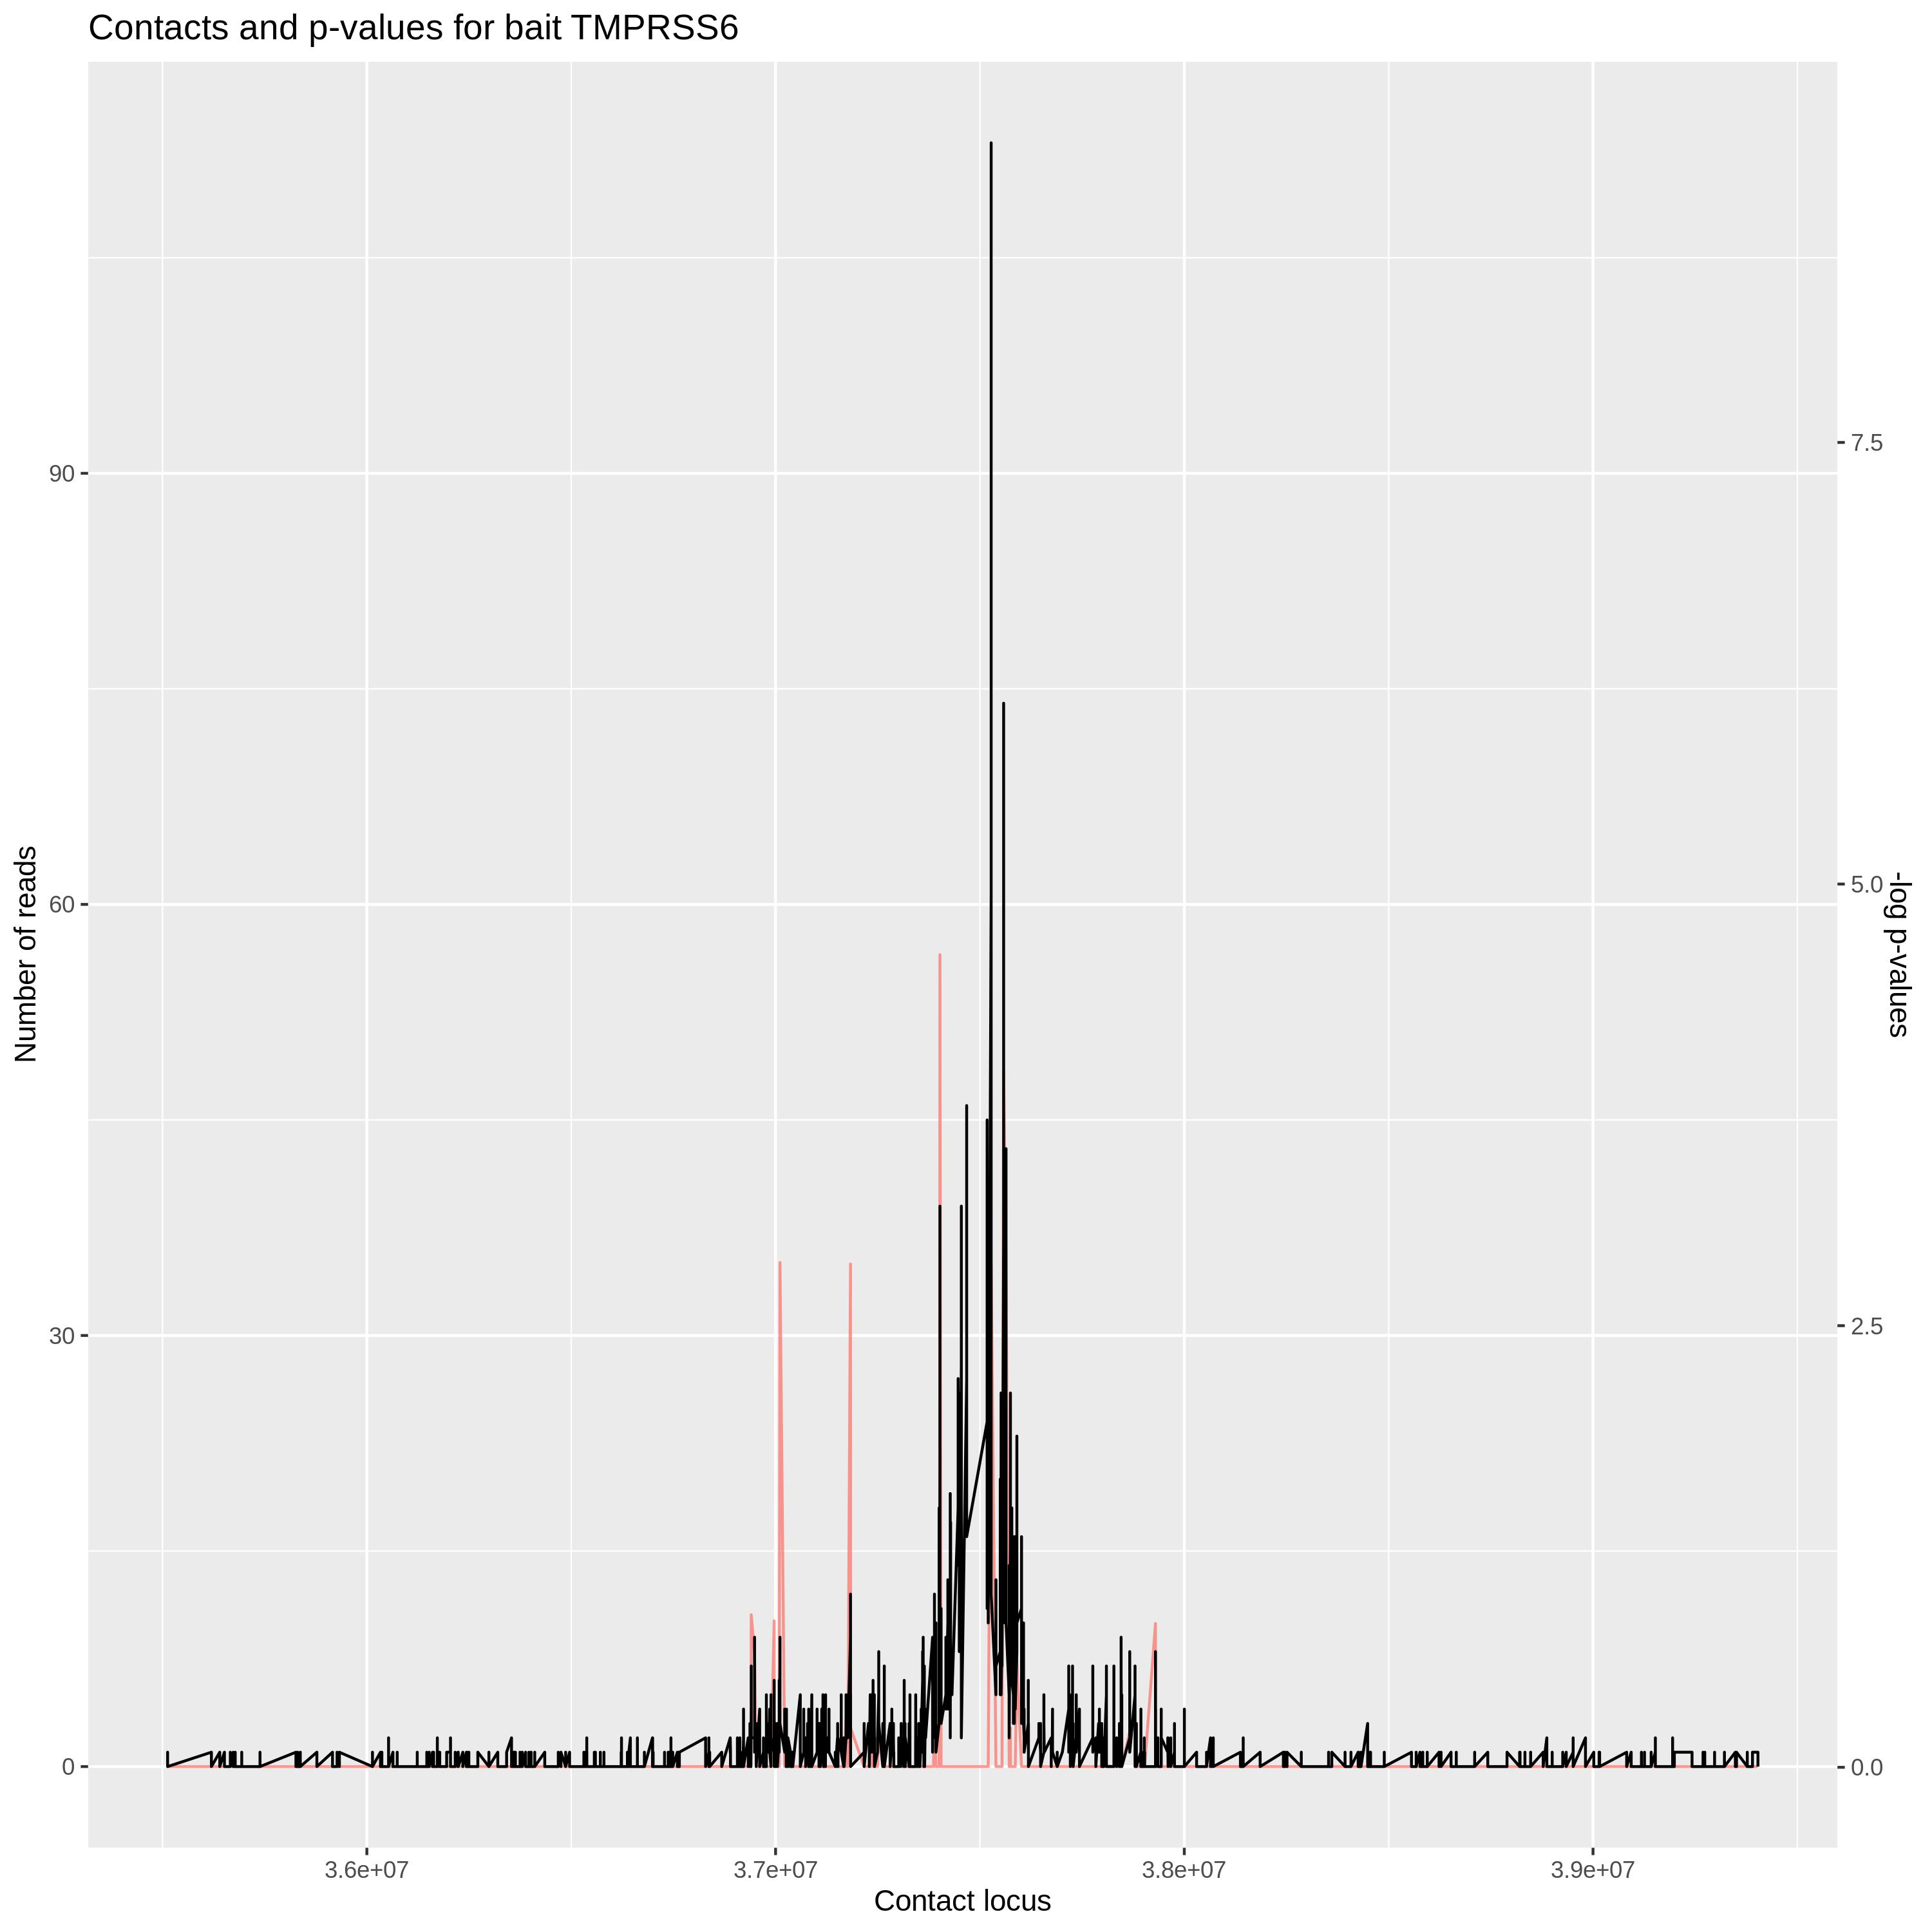 Contacts and p-values for bait TMPRSS6
90
60
30
0
Number of reads
7.5
5.0
2.5
0.0
-log p-values
3.6e+07
3.7e+07
3.8e+07
3.9e+07
Contact locus